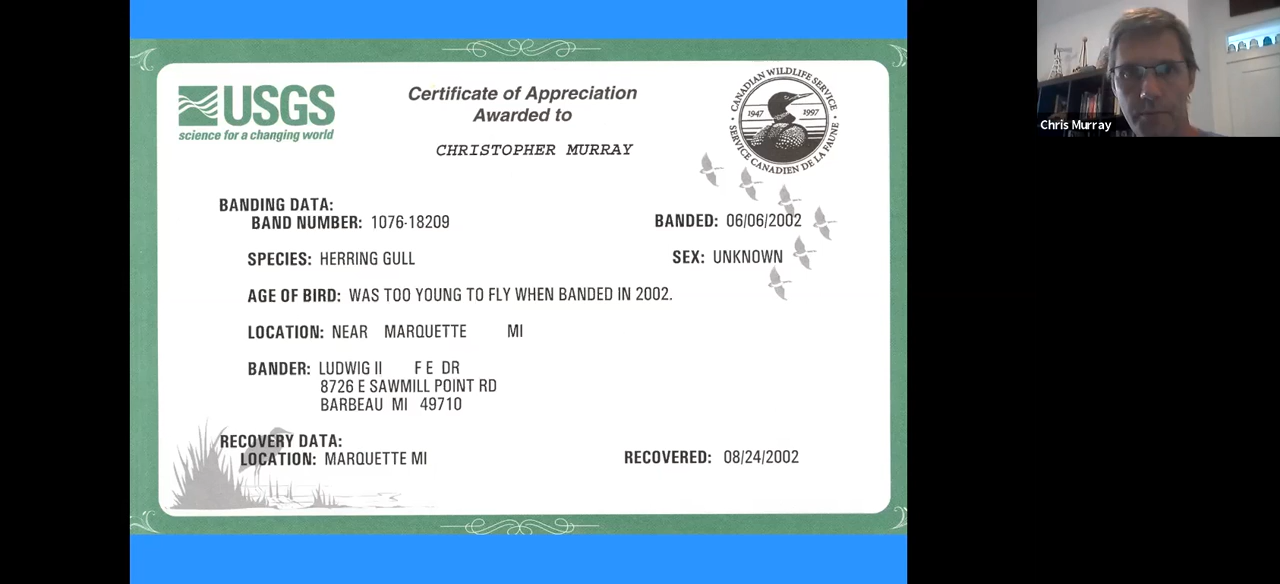 USGS
science for a changing world
Certificate of Appreciation
Awarded to
CHRISTOPHER MURRAY
CANADIAN WILDLIFE SERVICE
1947 1997
SERVICE CANADIEN DE LA FAUNE
BANDING DATA:
BAND NUMBER: 1076-18209
BANDED: 06/06/2002
SPECIES: HERRING GULL
SEX: UNKNOWN
AGE OF BIRD: WAS TOO YOUNG TO FLY WHEN BANDED IN 2002.
LOCATION: NEAR MARQUETTE MI
BANDER: LUDWIG II F E DR
8726 E SAWMILL POINT RD
BARBEAU MI 49710
RECOVERY DATA:
LOCATION: MARQUETTE MI
RECOVERED: 08/24/2002
Chris Murray